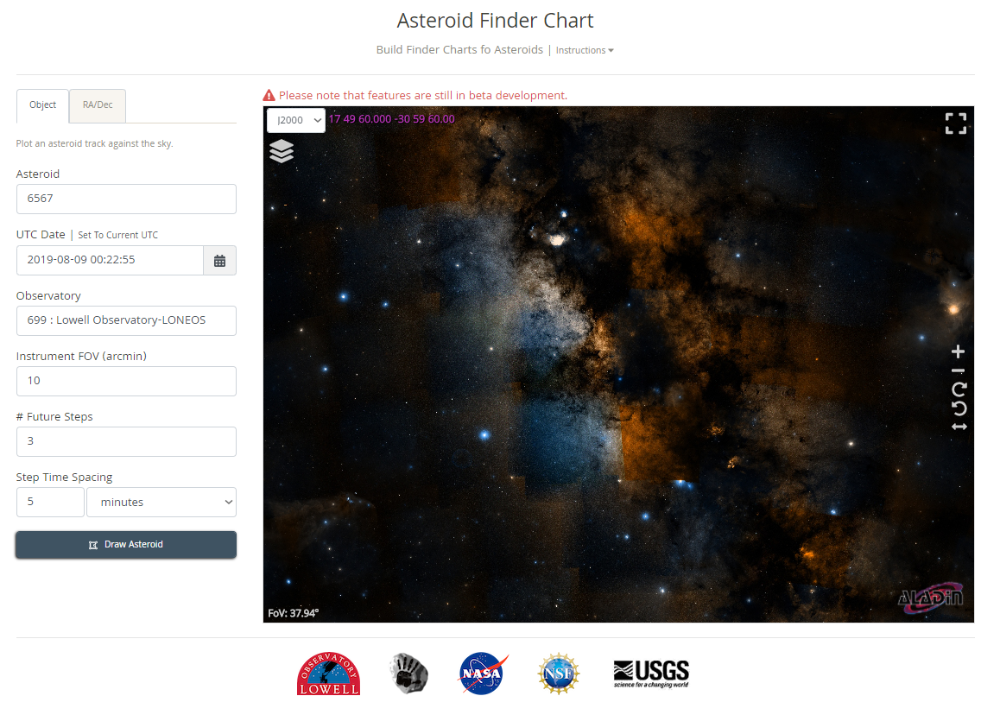 Asteroid Finder Chart
Build Finder Charts fo Asteroids | Instructions
Object RA/Dec
Plot an asteroid track against the sky.
Asteroid
6567
UTC Date | Set To Current UTC
2019-08-09 00:22:55
Observatory
699 : Lowell Observatory-LONEOS
Instrument FOV (arcmin)
10
# Future Steps
3
Step Time Spacing
5 minutes
Draw Asteroid
Please note that features are still in beta development.
J2000 17 49 60.000 -30 59 60.00
FoV: 37.94°
ALADIN
OBSERVATORY
LOWELL
NASA
NSF
USGS
science for a changing world